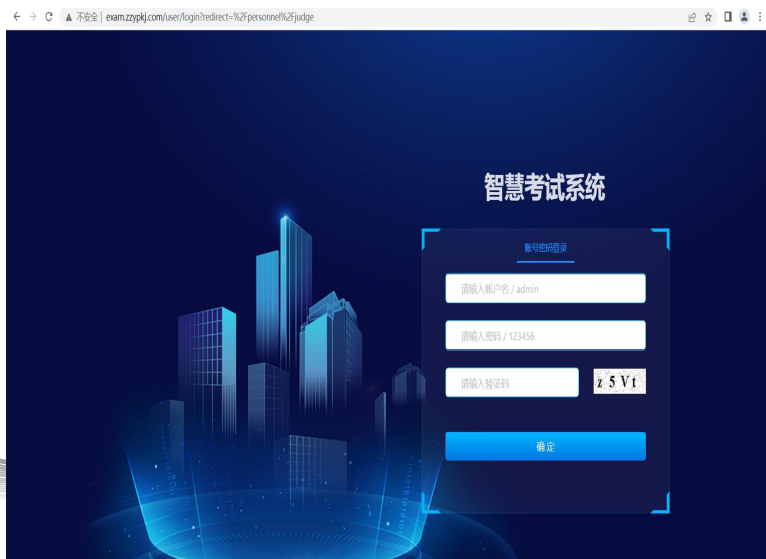 不安全 | exam.zzypkj.com/user/login?redirect=%2Fpersonnel%2Fjudge
智慧考试系统
账号密码登录
请输入帐户名 / admin
请输入密码 / 123456
请输入验证码
z 5 V t
确 定